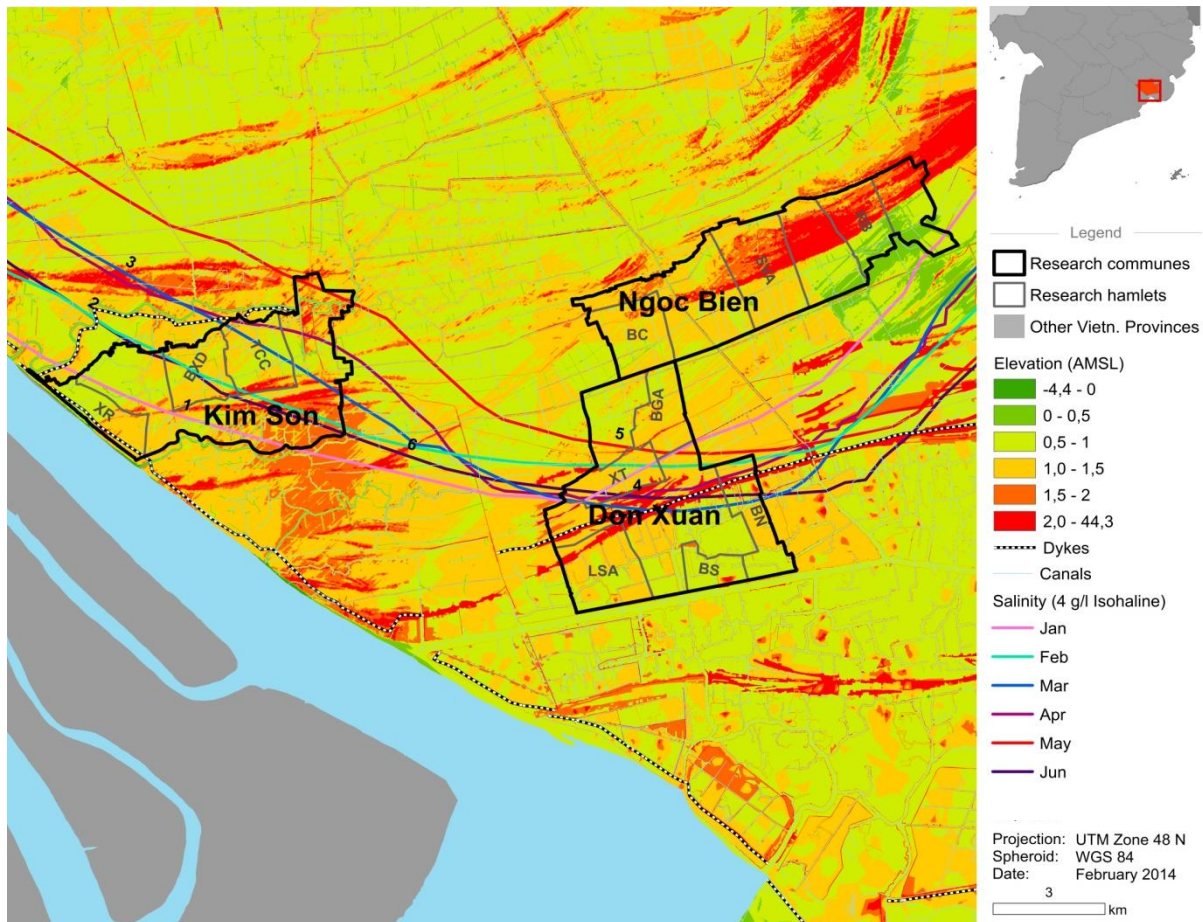 3
2
BXD
CCC
XR
1
Kim Son
6
Ngoc Bien
SVA
BC
BGA
5
XT
4
Don Xuan
BN
LSA
BS
Legend
Research communes
Research hamlets
Other Vietn. Provinces
Elevation (AMSL)
-4,4 - 0
0 - 0,5
0,5 - 1
1,0 - 1,5
1,5 - 2
2,0 - 44,3
Dykes
Canals
Salinity (4 g/l Isohaline)
Jan
Feb
Mar
Apr
May
Jun
Projection: UTM Zone 48 N
Spheroid: WGS 84
Date: February 2014
3
km